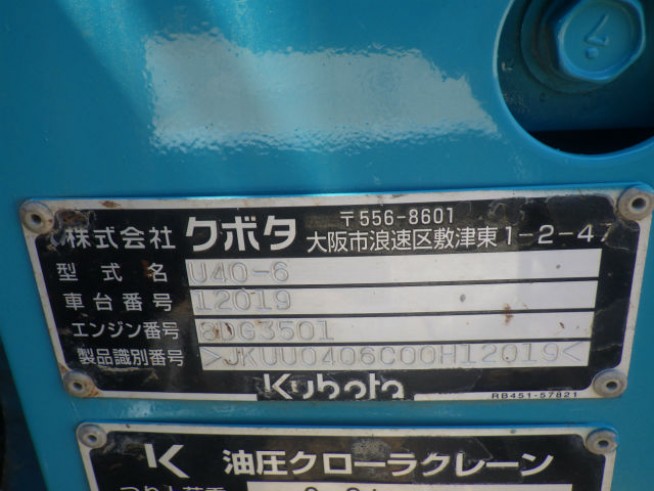 株式会社 クボタ 〒556-8601
大阪市浪速区敷津東1-2-47
型式名 U40-6
車台番号 12019
エンジン番号 6DG3501
製品識別番号 >JKUU0406C00H12019<
Kubota
RB451-57821
K 油圧クローラクレーン